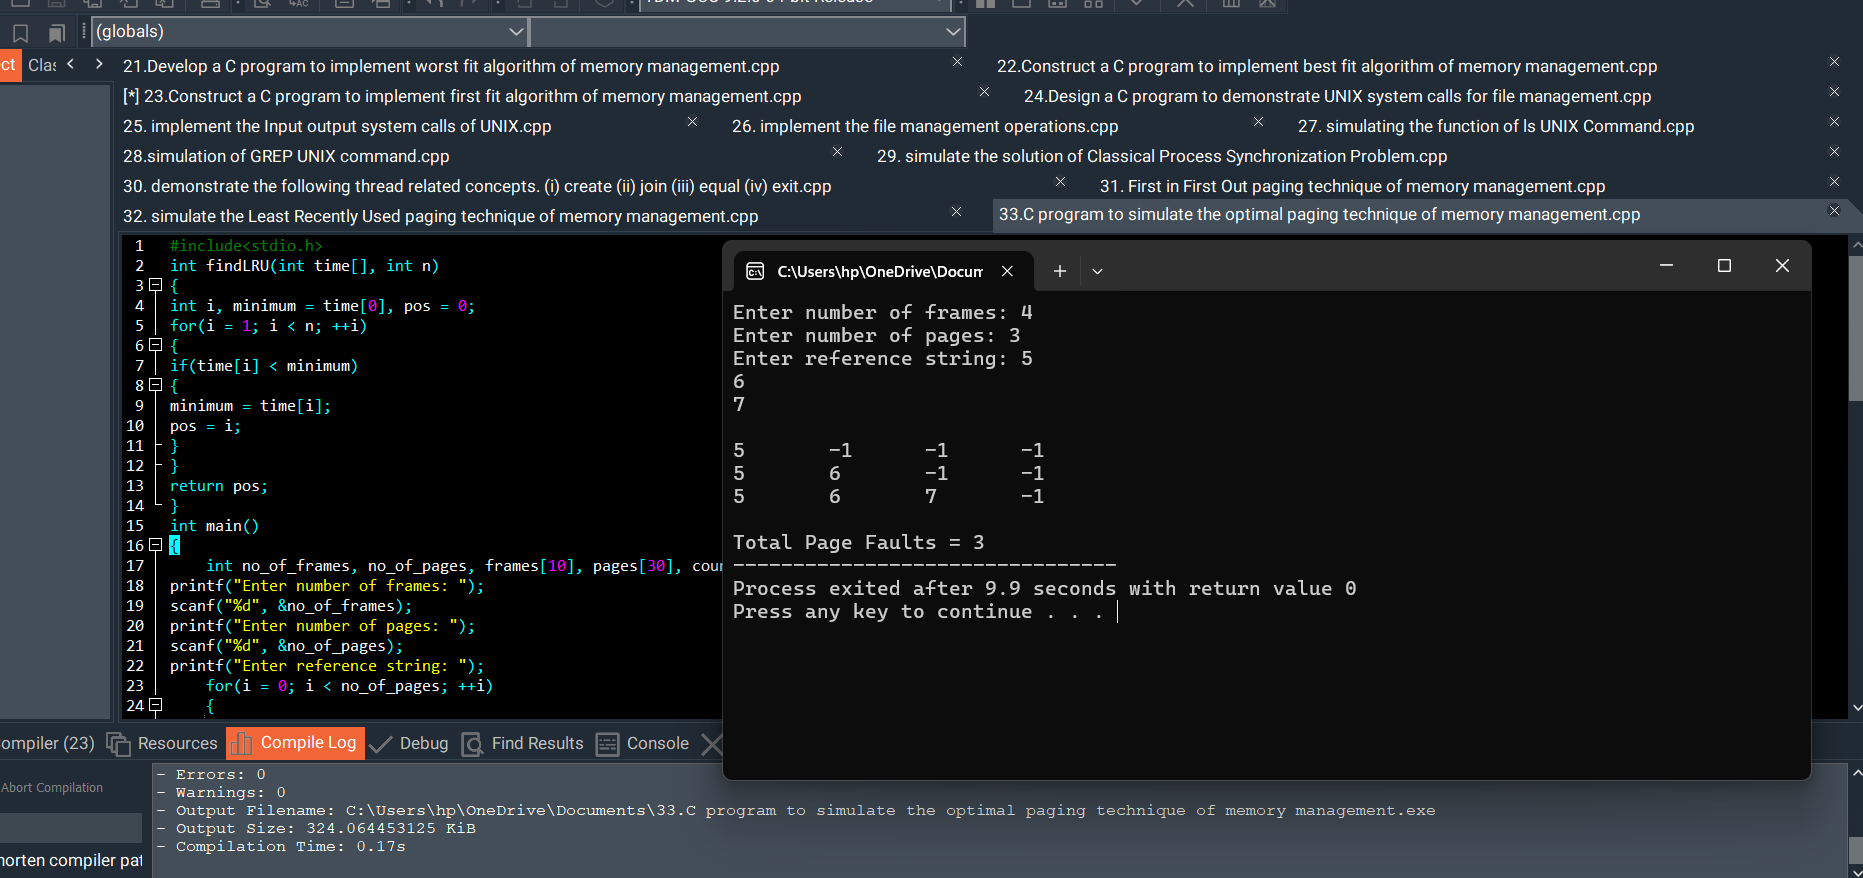 TDM-GCC 9.2.0 64-bit Release
(globals)
ct Clas < >
21.Develop a C program to implement worst fit algorithm of memory management.cpp
22.Construct a C program to implement best fit algorithm of memory management.cpp
[*] 23.Construct a C program to implement first fit algorithm of memory management.cpp
24.Design a C program to demonstrate UNIX system calls for file management.cpp
25. implement the Input output system calls of UNIX.cpp
26. implement the file management operations.cpp
27. simulating the function of ls UNIX Command.cpp
28.simulation of GREP UNIX command.cpp
29. simulate the solution of Classical Process Synchronization Problem.cpp
30. demonstrate the following thread related concepts. (i) create (ii) join (iii) equal (iv) exit.cpp
31. First in First Out paging technique of memory management.cpp
32. simulate the Least Recently Used paging technique of memory management.cpp
33.C program to simulate the optimal paging technique of memory management.cpp
1 #include<stdio.h>
2 int findLRU(int time[], int n)
3 {
4 int i, minimum = time[0], pos = 0;
5 for(i = 1; i < n; ++i)
6 {
7 if(time[i] < minimum)
8 {
9 minimum = time[i];
10 pos = i;
11 }
12 }
13 return pos;
14 }
15 int main()
16 {
17 int no_of_frames, no_of_pages, frames[10], pages[30], cou
18 printf("Enter number of frames: ");
19 scanf("%d", &no_of_frames);
20 printf("Enter number of pages: ");
21 scanf("%d", &no_of_pages);
22 printf("Enter reference string: ");
23 for(i = 0; i < no_of_pages; ++i)
24 {
C:\Users\hp\OneDrive\Docum
Enter number of frames: 4
Enter number of pages: 3
Enter reference string: 5
6
7
5 -1 -1 -1
5 6 -1 -1
5 6 7 -1
Total Page Faults = 3
--------------------------------
Process exited after 9.9 seconds with return value 0
Press any key to continue . . .
ompiler (23) Resources Compile Log Debug Find Results Console
Abort Compilation
horten compiler pat
- Errors: 0
- Warnings: 0
- Output Filename: C:\Users\hp\OneDrive\Documents\33.C program to simulate the optimal paging technique of memory management.exe
- Output Size: 324.064453125 KiB
- Compilation Time: 0.17s